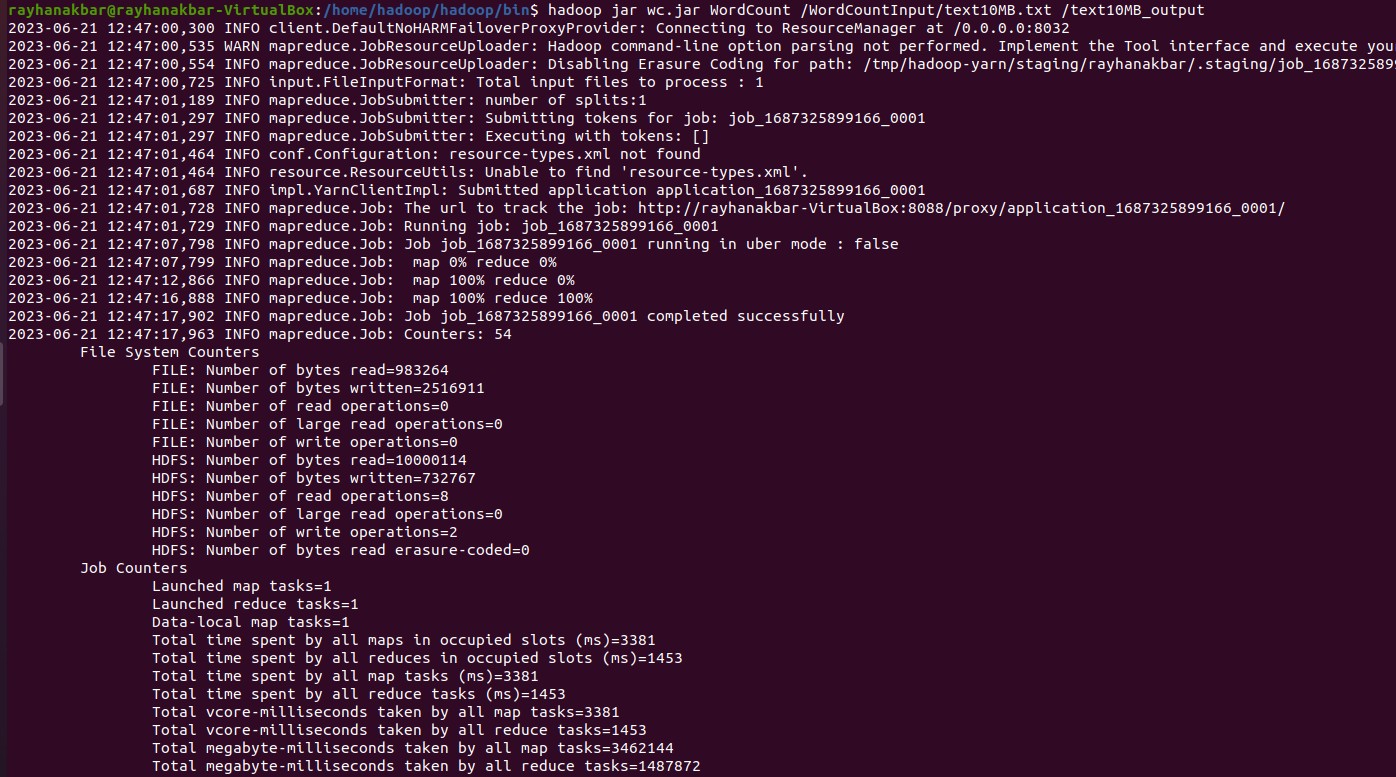 rayhanakbar@rayhanakbar-VirtualBox:/home/hadoop/hadoop/bin$ hadoop jar wc.jar WordCount /WordCountInput/text10MB.txt /text10MB_output
2023-06-21 12:47:00,300 INFO client.DefaultNoHARMFailoverProxyProvider: Connecting to ResourceManager at /0.0.0.0:8032
2023-06-21 12:47:00,535 WARN mapreduce.JobResourceUploader: Hadoop command-line option parsing not performed. Implement the Tool interface and execute you
2023-06-21 12:47:00,554 INFO mapreduce.JobResourceUploader: Disabling Erasure Coding for path: /tmp/hadoop-yarn/staging/rayhanakbar/.staging/job_168732589
2023-06-21 12:47:00,725 INFO input.FileInputFormat: Total input files to process : 1
2023-06-21 12:47:01,189 INFO mapreduce.JobSubmitter: number of splits:1
2023-06-21 12:47:01,297 INFO mapreduce.JobSubmitter: Submitting tokens for job: job_1687325899166_0001
2023-06-21 12:47:01,297 INFO mapreduce.JobSubmitter: Executing with tokens: []
2023-06-21 12:47:01,464 INFO conf.Configuration: resource-types.xml not found
2023-06-21 12:47:01,464 INFO resource.ResourceUtils: Unable to find 'resource-types.xml'.
2023-06-21 12:47:01,687 INFO impl.YarnClientImpl: Submitted application application_1687325899166_0001
2023-06-21 12:47:01,728 INFO mapreduce.Job: The url to track the job: http://rayhanakbar-VirtualBox:8088/proxy/application_1687325899166_0001/
2023-06-21 12:47:01,729 INFO mapreduce.Job: Running job: job_1687325899166_0001
2023-06-21 12:47:07,798 INFO mapreduce.Job: Job job_1687325899166_0001 running in uber mode : false
2023-06-21 12:47:07,799 INFO mapreduce.Job:  map 0% reduce 0%
2023-06-21 12:47:12,866 INFO mapreduce.Job:  map 100% reduce 0%
2023-06-21 12:47:16,888 INFO mapreduce.Job:  map 100% reduce 100%
2023-06-21 12:47:17,902 INFO mapreduce.Job: Job job_1687325899166_0001 completed successfully
2023-06-21 12:47:17,963 INFO mapreduce.Job: Counters: 54
File System Counters
FILE: Number of bytes read=983264
FILE: Number of bytes written=2516911
FILE: Number of read operations=0
FILE: Number of large read operations=0
FILE: Number of write operations=0
HDFS: Number of bytes read=10000114
HDFS: Number of bytes written=732767
HDFS: Number of read operations=8
HDFS: Number of large read operations=0
HDFS: Number of write operations=2
HDFS: Number of bytes read erasure-coded=0
Job Counters
Launched map tasks=1
Launched reduce tasks=1
Data-local map tasks=1
Total time spent by all maps in occupied slots (ms)=3381
Total time spent by all reduces in occupied slots (ms)=1453
Total time spent by all map tasks (ms)=3381
Total time spent by all reduce tasks (ms)=1453
Total vcore-milliseconds taken by all map tasks=3381
Total vcore-milliseconds taken by all reduce tasks=1453
Total megabyte-milliseconds taken by all map tasks=3462144
Total megabyte-milliseconds taken by all reduce tasks=1487872